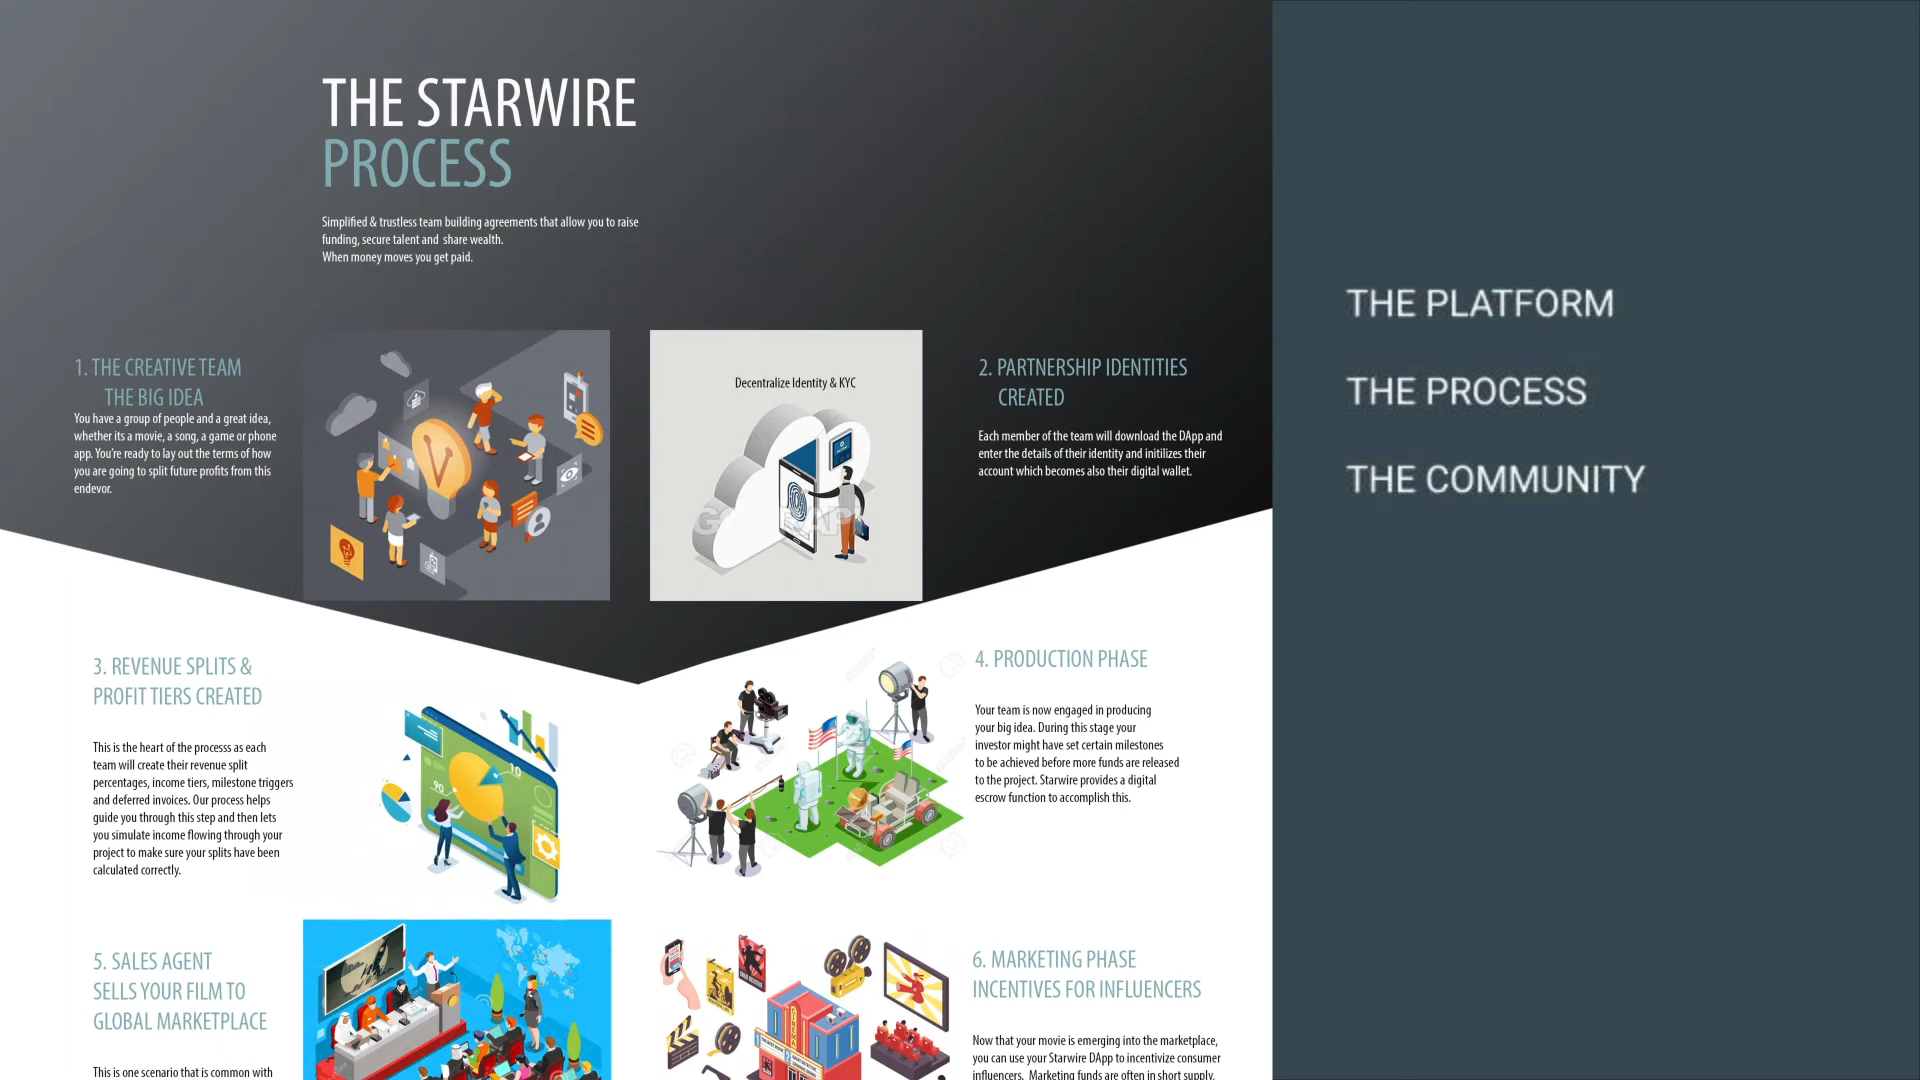 THE STARWIRE
PROCESS
Simplified & trustless team building agreements that allow you to raise
funding, secure talent and share wealth.
When money moves you get paid.
1. THE CREATIVE TEAM
THE BIG IDEA
You have a group of people and a great idea,
whether its a movie, a song, a game or phone
app. You're ready to lay out the terms of how
you are going to split future profits from this
endevor.
Decentralize Identity & KYC
2. PARTNERSHIP IDENTITIES
CREATED
Each member of the team will download the DApp and
enter the details of their identity and initilizes their
account which becomes also their digital wallet.
3. REVENUE SPLITS &
PROFIT TIERS CREATED
This is the heart of the processs as each
team will create their revenue split
percentages, income tiers, milestone triggers
and deferred invoices. Our process helps
guide you through this step and then lets
you simulate income flowing through your
project to make sure your splits have been
calculated correctly.
10
90
4. PRODUCTION PHASE
Your team is now engaged in producing
your big idea. During this stage your
investor might have set certain milestones
to be achieved before more funds are released
to the project. Starwire provides a digital
escrow function to accomplish this.
5. SALES AGENT
SELLS YOUR FILM TO
GLOBAL MARKETPLACE
This is one scenario that is common with
CINEMA
6. MARKETING PHASE
INCENTIVES FOR INFLUENCERS
Now that your movie is emerging into the marketplace,
you can use your Starwire DApp to incentivize consumer
influencers. Marketing funds are often in short supply.
THE PLATFORM
THE PROCESS
THE COMMUNITY